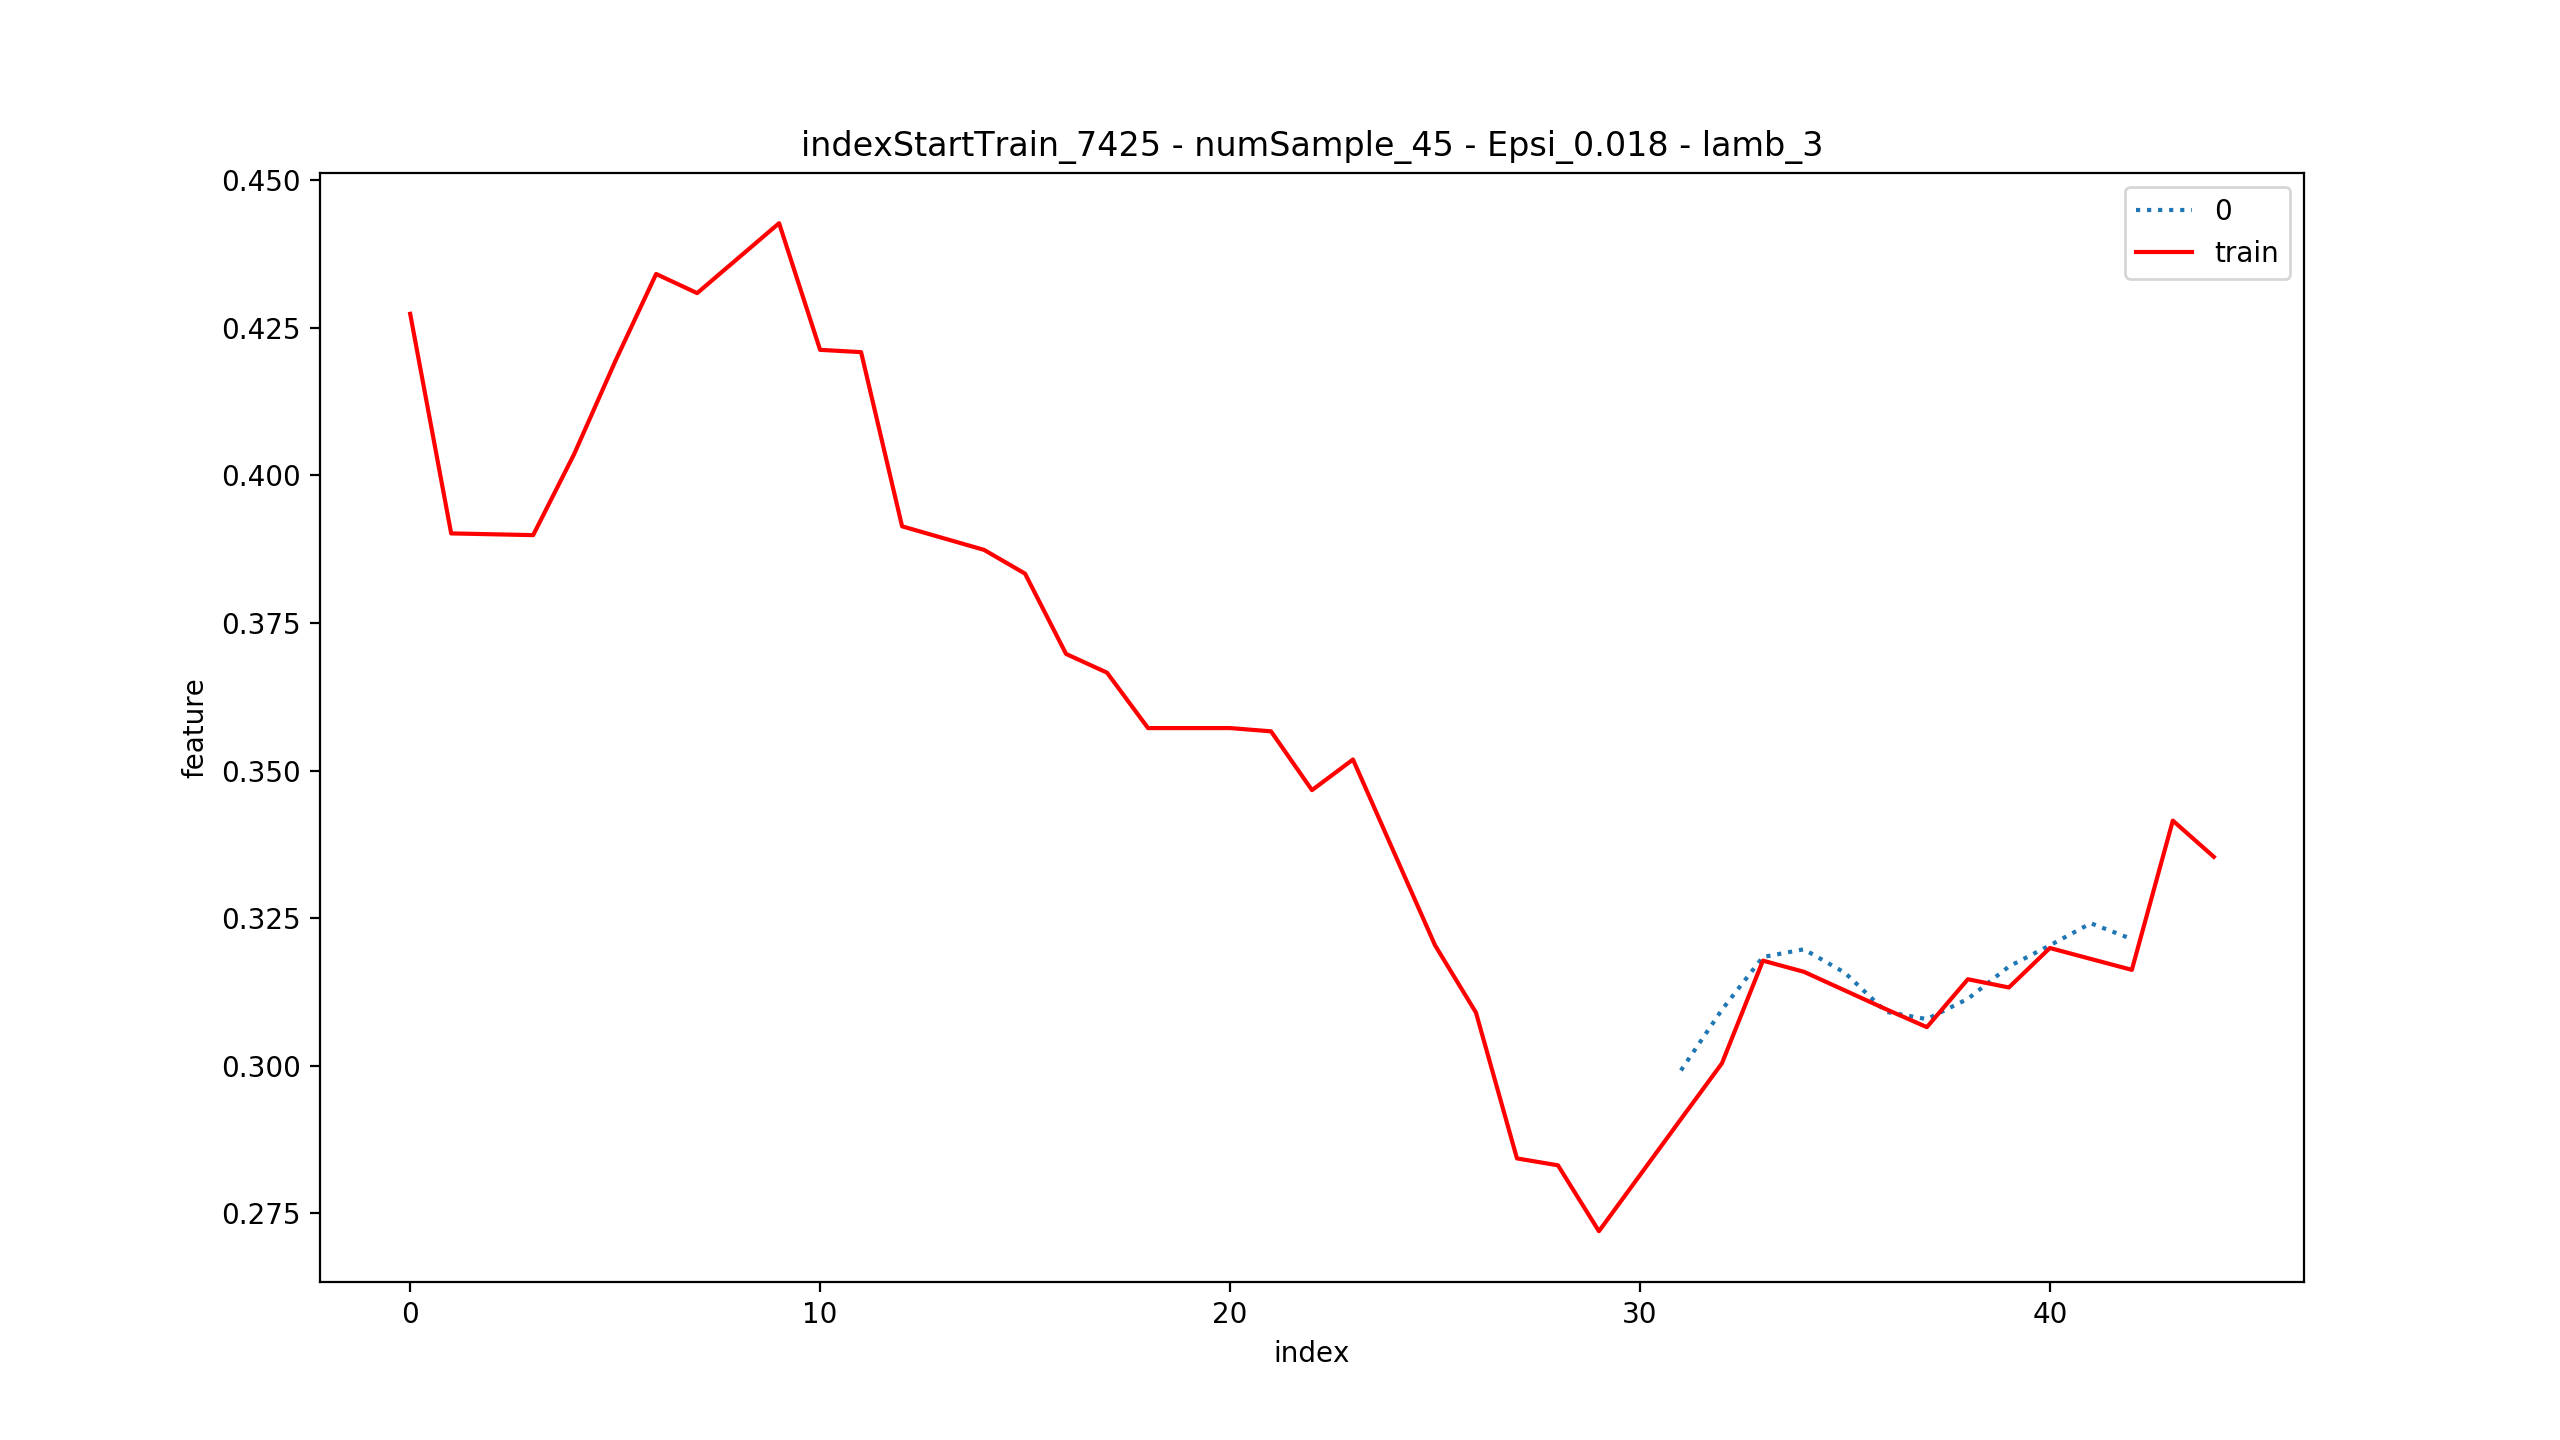 indexStartTrain_7425 - numSample_45 - Epsi_0.018 - lamb_3
0
train
0.450
0.425
0.400
0.375
0.350
0.325
0.300
0.275
feature
0 10 20 30 40
index